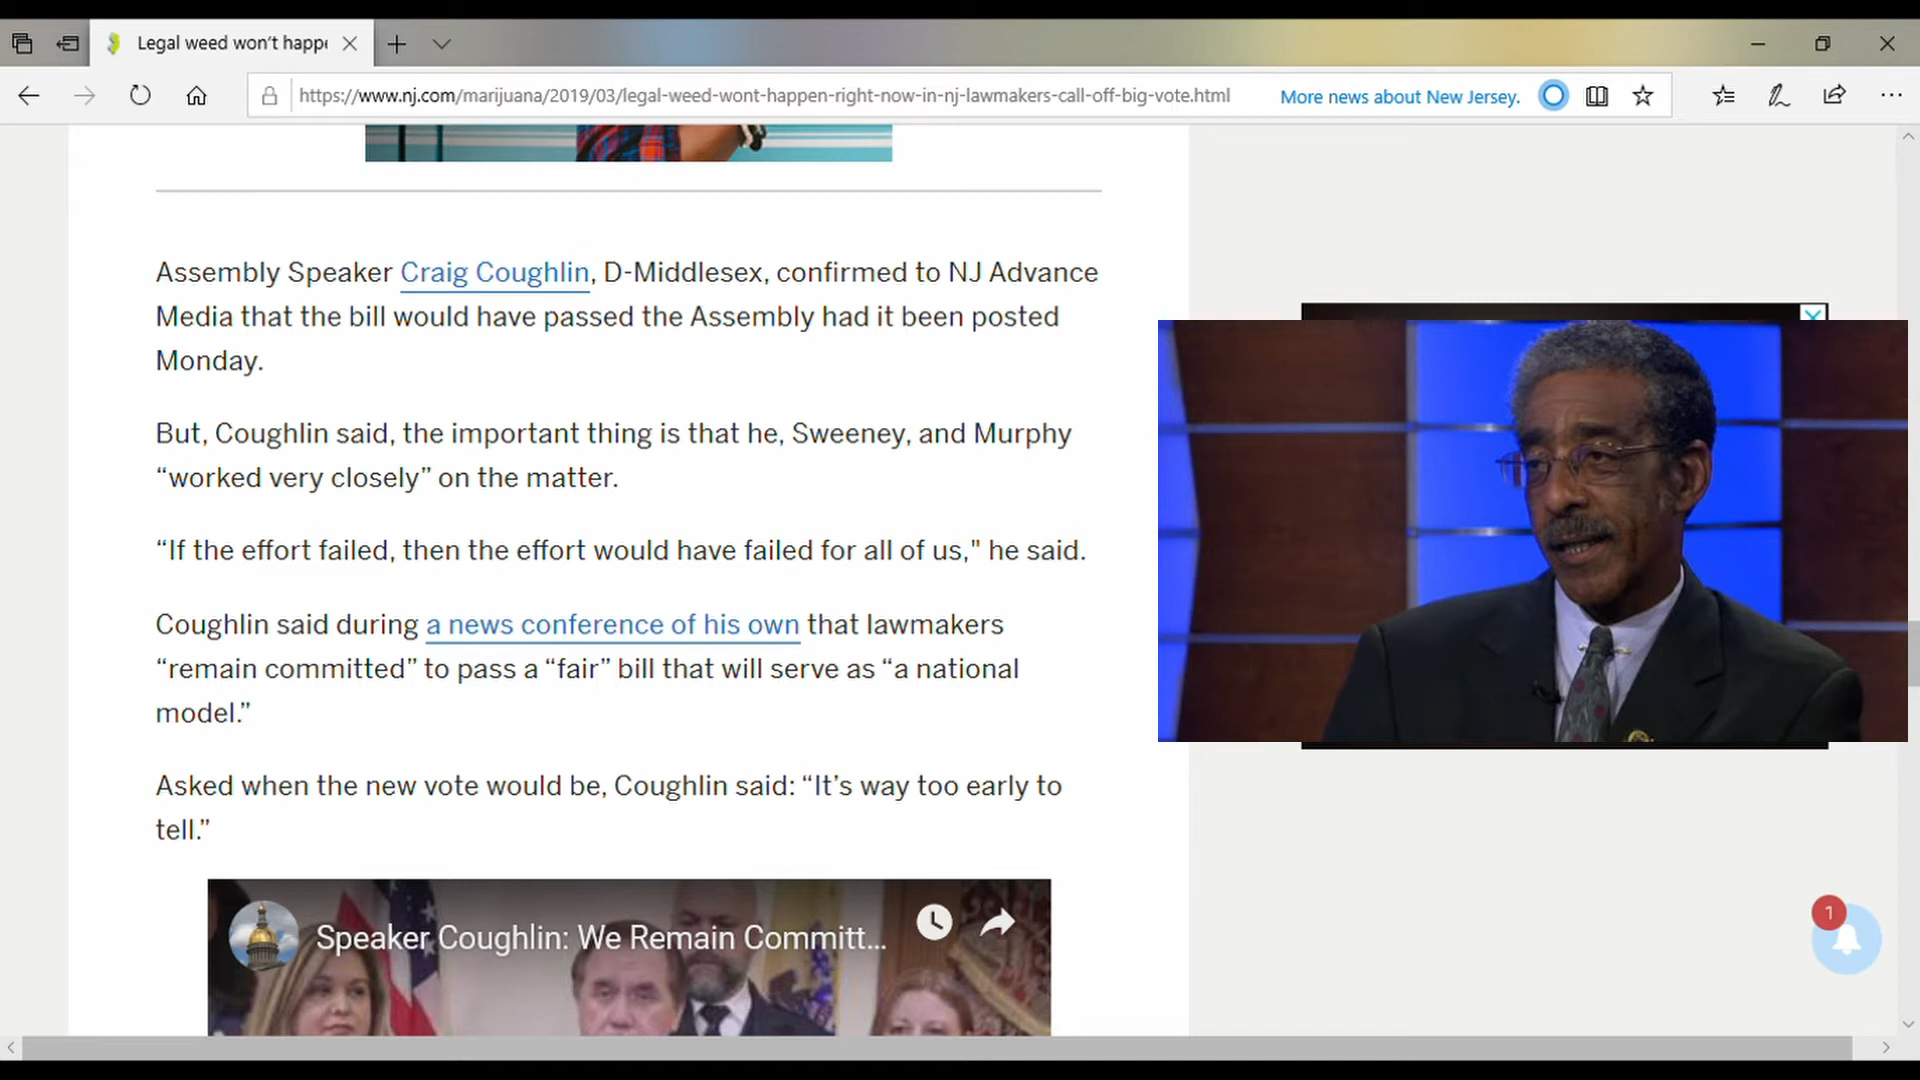 Legal weed won't happe
https://www.nj.com/marijuana/2019/03/legal-weed-wont-happen-right-now-in-nj-lawmakers-call-off-big-vote.html
More news about New Jersey.
Assembly Speaker Craig Coughlin, D-Middlesex, confirmed to NJ Advance
Media that the bill would have passed the Assembly had it been posted
Monday.
But, Coughlin said, the important thing is that he, Sweeney, and Murphy
“worked very closely” on the matter.
“If the effort failed, then the effort would have failed for all of us," he said.
Coughlin said during a news conference of his own that lawmakers
“remain committed” to pass a “fair” bill that will serve as “a national
model.”
Asked when the new vote would be, Coughlin said: “It’s way too early to
tell.”
Speaker Coughlin: We Remain Committ...
1